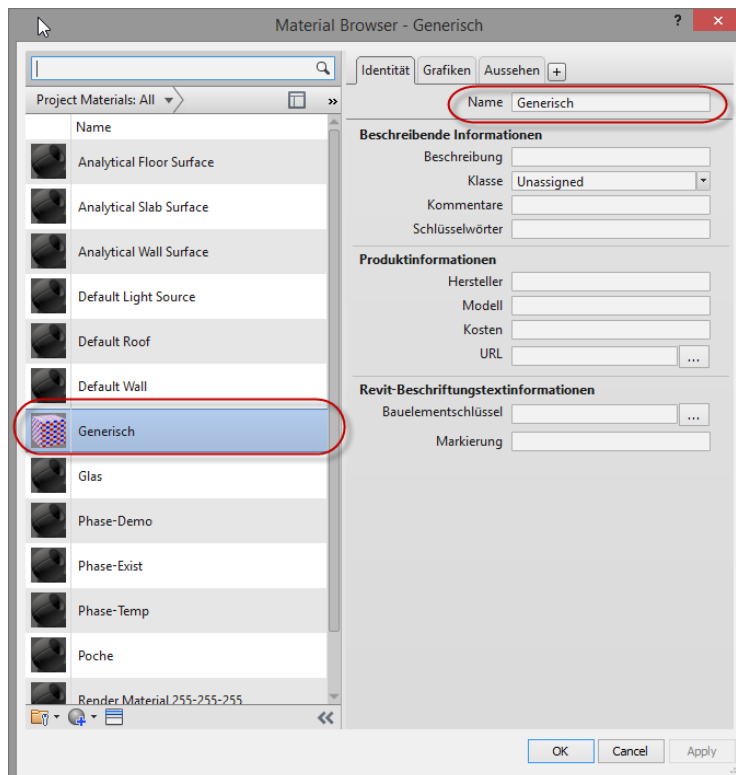 Material Browser - Generisch
?
Project Materials: All
»
Name
Analytical Floor Surface
Analytical Slab Surface
Analytical Wall Surface
Default Light Source
Default Roof
Default Wall
Generisch
Glas
Phase-Demo
Phase-Exist
Phase-Temp
Poche
Render Material 255-255-255
Identität Grafiken Aussehen +
Name Generisch
Beschreibende Informationen
Beschreibung
Klasse Unassigned
Kommentare
Schlüsselwörter
Produktinformationen
Hersteller
Modell
Kosten
URL ...
Revit-Beschriftungstextinformationen
Bauelementschlüssel ...
Markierung
OK Cancel Apply